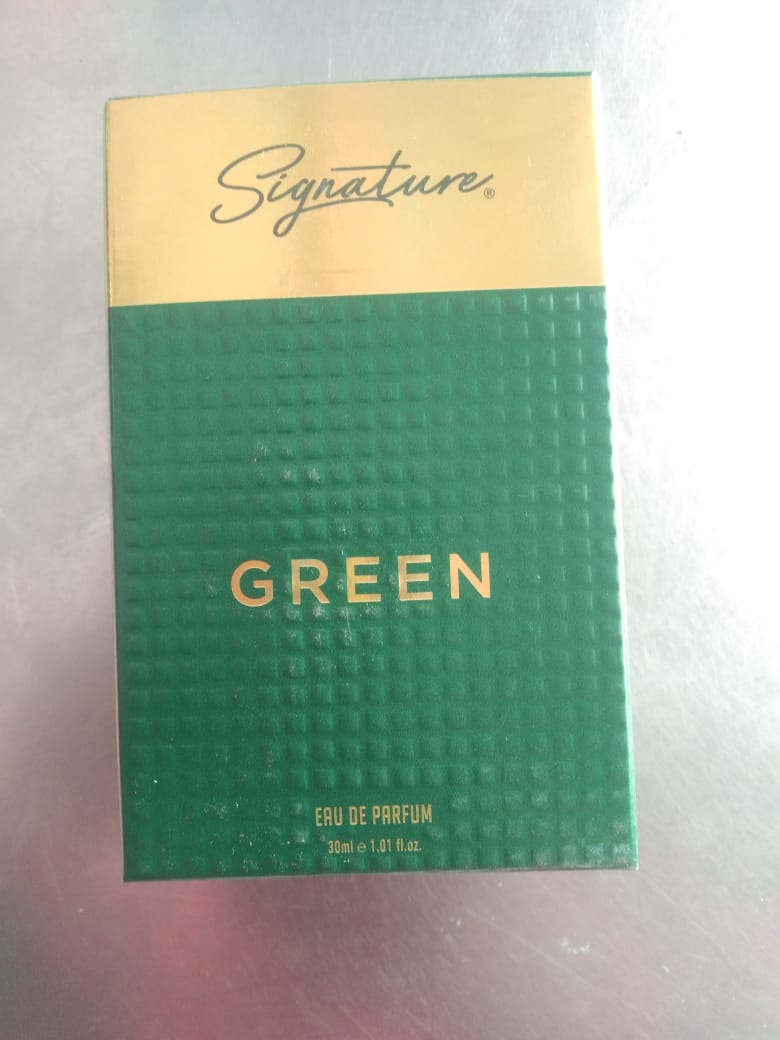 Signature®
GREEN
EAU DE PARFUM
30ml ℮ 1.01 fl.oz.